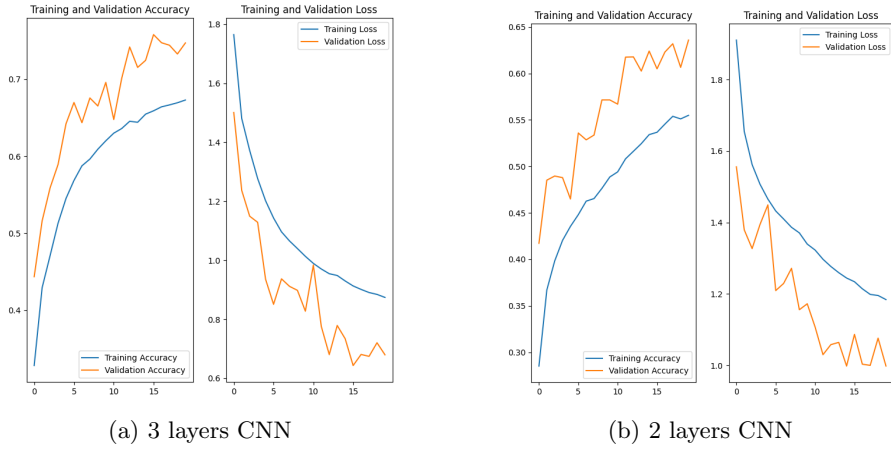 Training and Validation Accuracy
0.7
0.6
0.5
0.4
0
5
10
15
Training Accuracy
Validation Accuracy
Training and Validation Loss
1.8
1.6
1.4
1.2
1.0
0.8
0.6
0
5
10
15
Training Loss
Validation Loss
(a) 3 layers CNN
Training and Validation Accuracy
0.65
0.60
0.55
0.50
0.45
0.40
0.35
0.30
0
5
10
15
Training Accuracy
Validation Accuracy
Training and Validation Loss
1.8
1.6
1.4
1.2
1.0
0
5
10
15
Training Loss
Validation Loss
(b) 2 layers CNN